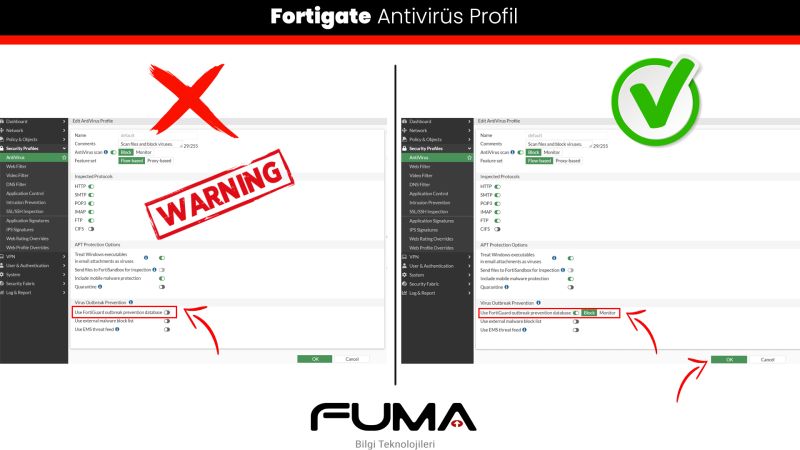 Fortigate Antivirüs Profil
Dashboard
Network
Policy & Objects
Security Profiles
AntiVirus
Web Filter
Video Filter
DNS Filter
Application Control
Intrusion Prevention
SSL/SSH Inspection
Application Signatures
IPS Signatures
Web Rating Overrides
Web Profile Overrides
VPN
User & Authentication
System
Security Fabric
Log & Report
Edit AntiVirus Profile
Name default
Comments Scan files and block viruses. 29/255
AntiVirus scan Block Monitor
Feature set Flow-based Proxy-based
Inspected Protocols
HTTP
SMTP
POP3
IMAP
FTP
CIFS
APT Protection Options
Treat Windows executables
in email attachments as viruses
Send files to FortiSandbox for inspection
Include mobile malware protection
Quarantine
Virus Outbreak Prevention
Use FortiGuard outbreak prevention database
Use external malware block list
Use EMS threat feed
OK Cancel
WARNING
Dashboard
Network
Policy & Objects
Security Profiles
AntiVirus
Web Filter
Video Filter
DNS Filter
Application Control
Intrusion Prevention
SSL/SSH Inspection
Application Signatures
IPS Signatures
Web Rating Overrides
Web Profile Overrides
VPN
User & Authentication
System
Security Fabric
Log & Report
Edit AntiVirus Profile
Name default
Comments Scan files and block viruses. 29/255
AntiVirus scan Block Monitor
Feature set Flow-based Proxy-based
Inspected Protocols
HTTP
SMTP
POP3
IMAP
FTP
CIFS
APT Protection Options
Treat Windows executables
in email attachments as viruses
Send files to FortiSandbox for inspection
Include mobile malware protection
Quarantine
Virus Outbreak Prevention
Use FortiGuard outbreak prevention database Block Monitor
Use external malware block list
Use EMS threat feed
OK Cancel
FUMA
Bilgi Teknolojileri